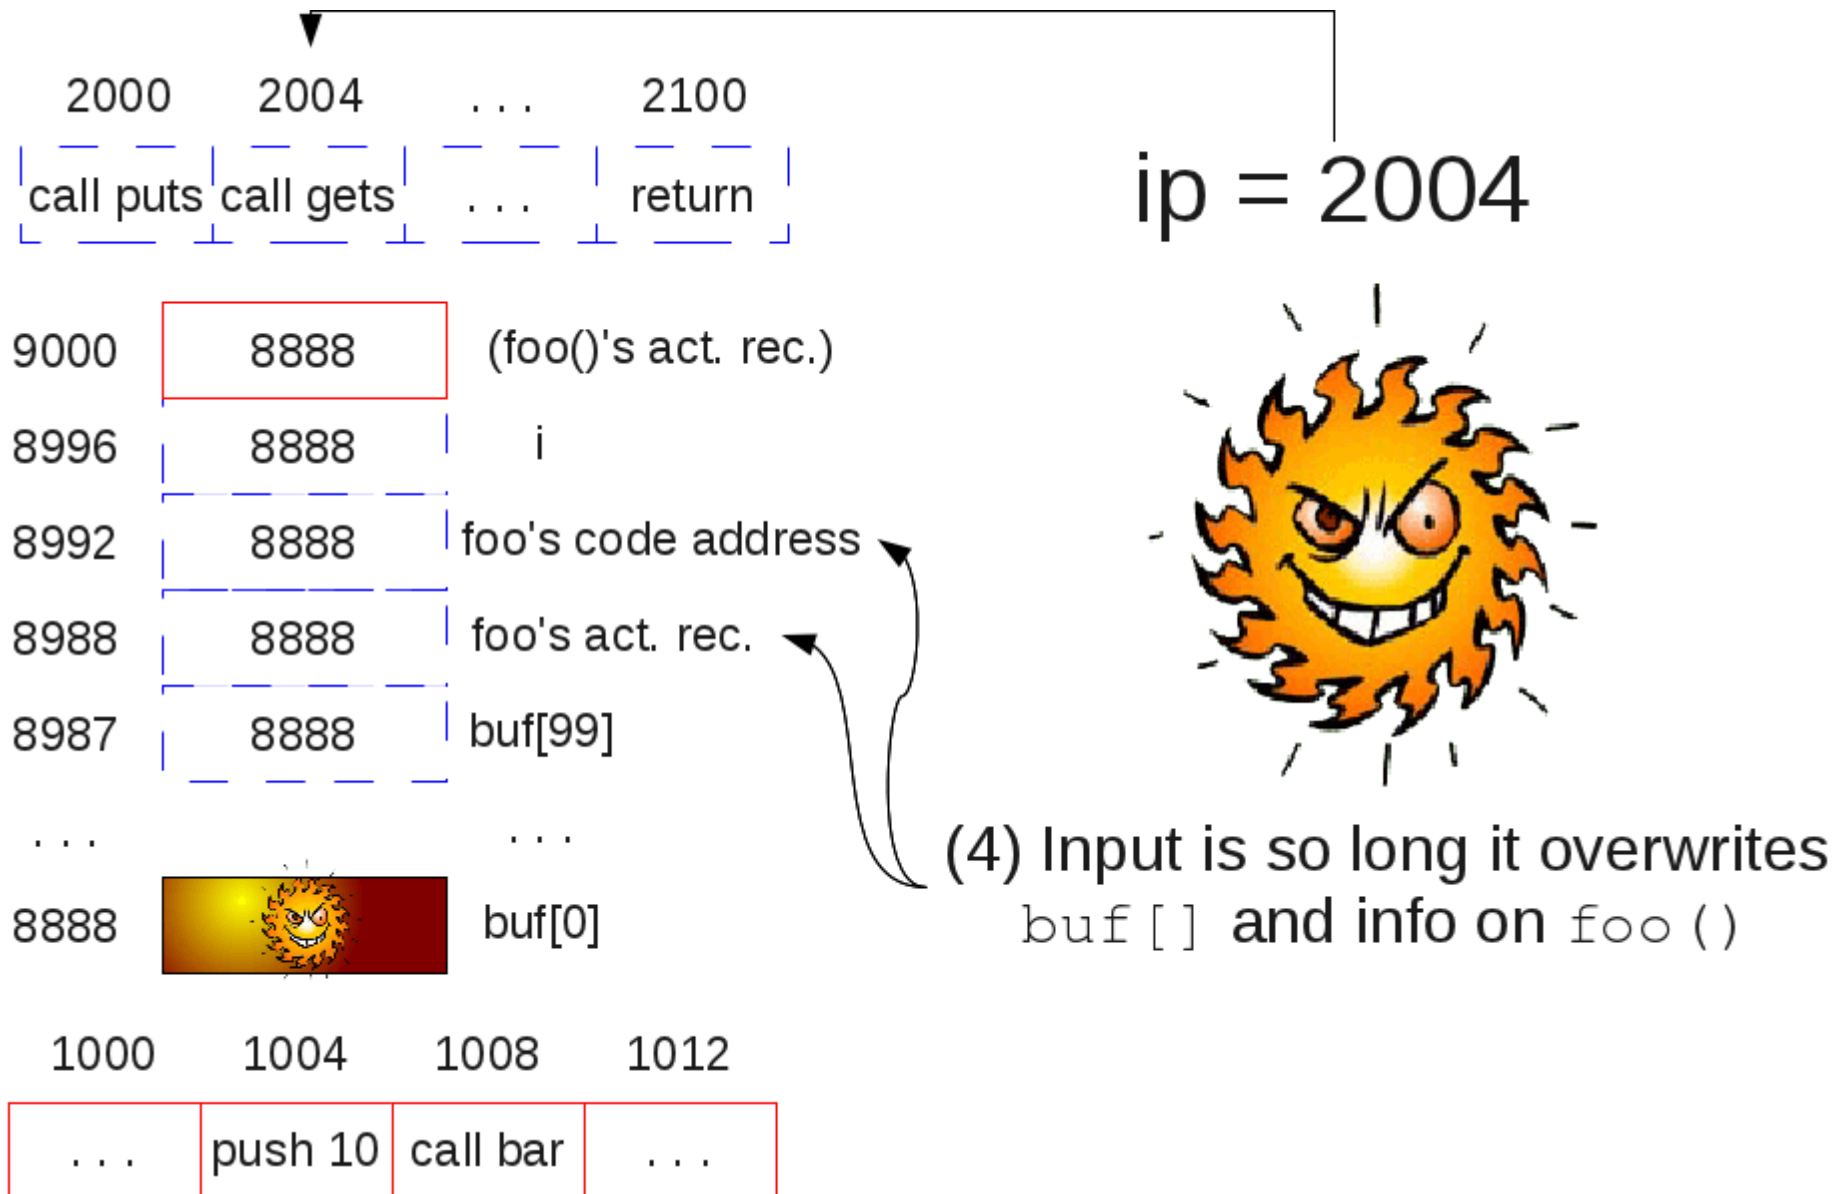 2000 2004 ... 2100
call puts call gets ... return
ip = 2004
9000 8888 (foo()'s act. rec.)
8996 8888 i
8992 8888 foo's code address
8988 8888 foo's act. rec.
8987 8888 buf[99]
... ...
8888 buf[0]
(4) Input is so long it overwrites
buf[] and info on foo()
1000 1004 1008 1012
... push 10 call bar ...